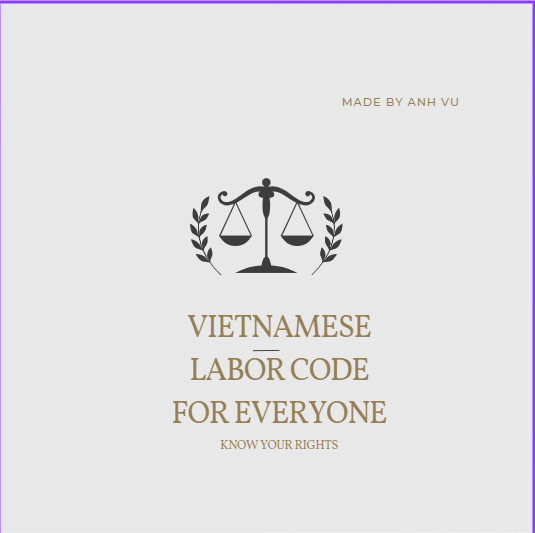 MADE BY ANH VU
VIETNAMESE
LABOR CODE
FOR EVERYONE
KNOW YOUR RIGHTS